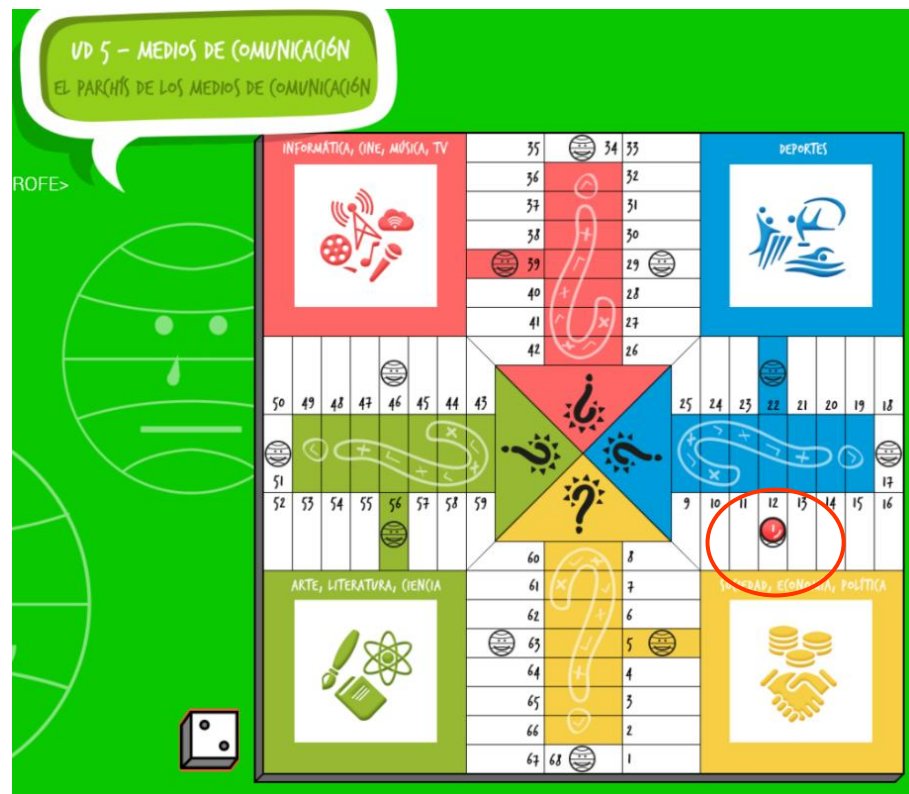 UD 5 – MEDIOS DE COMUNICACIÓN
EL PARCHÍS DE LOS MEDIOS DE COMUNICACIÓN
ROFE>
INFORMÁTICA, CINE, MÚSICA, TV
DEPORTES
35 34 33
36 32
37 31
38 30
39 29
40 28
41 27
42 26
50 49 48 47 46 45 44 43
25 24 23 22 21 20 19 18
¿ ? ? ?
51 17
52 53 54 55 56 57 58 59
9 10 11 12 13 14 15 16
60 8
61 7
62 6
63 5
64 4
65 3
66 2
67 68 1
ARTE, LITERATURA, CIENCIA
SOCIEDAD, ECONOMÍA, POLÍTICA